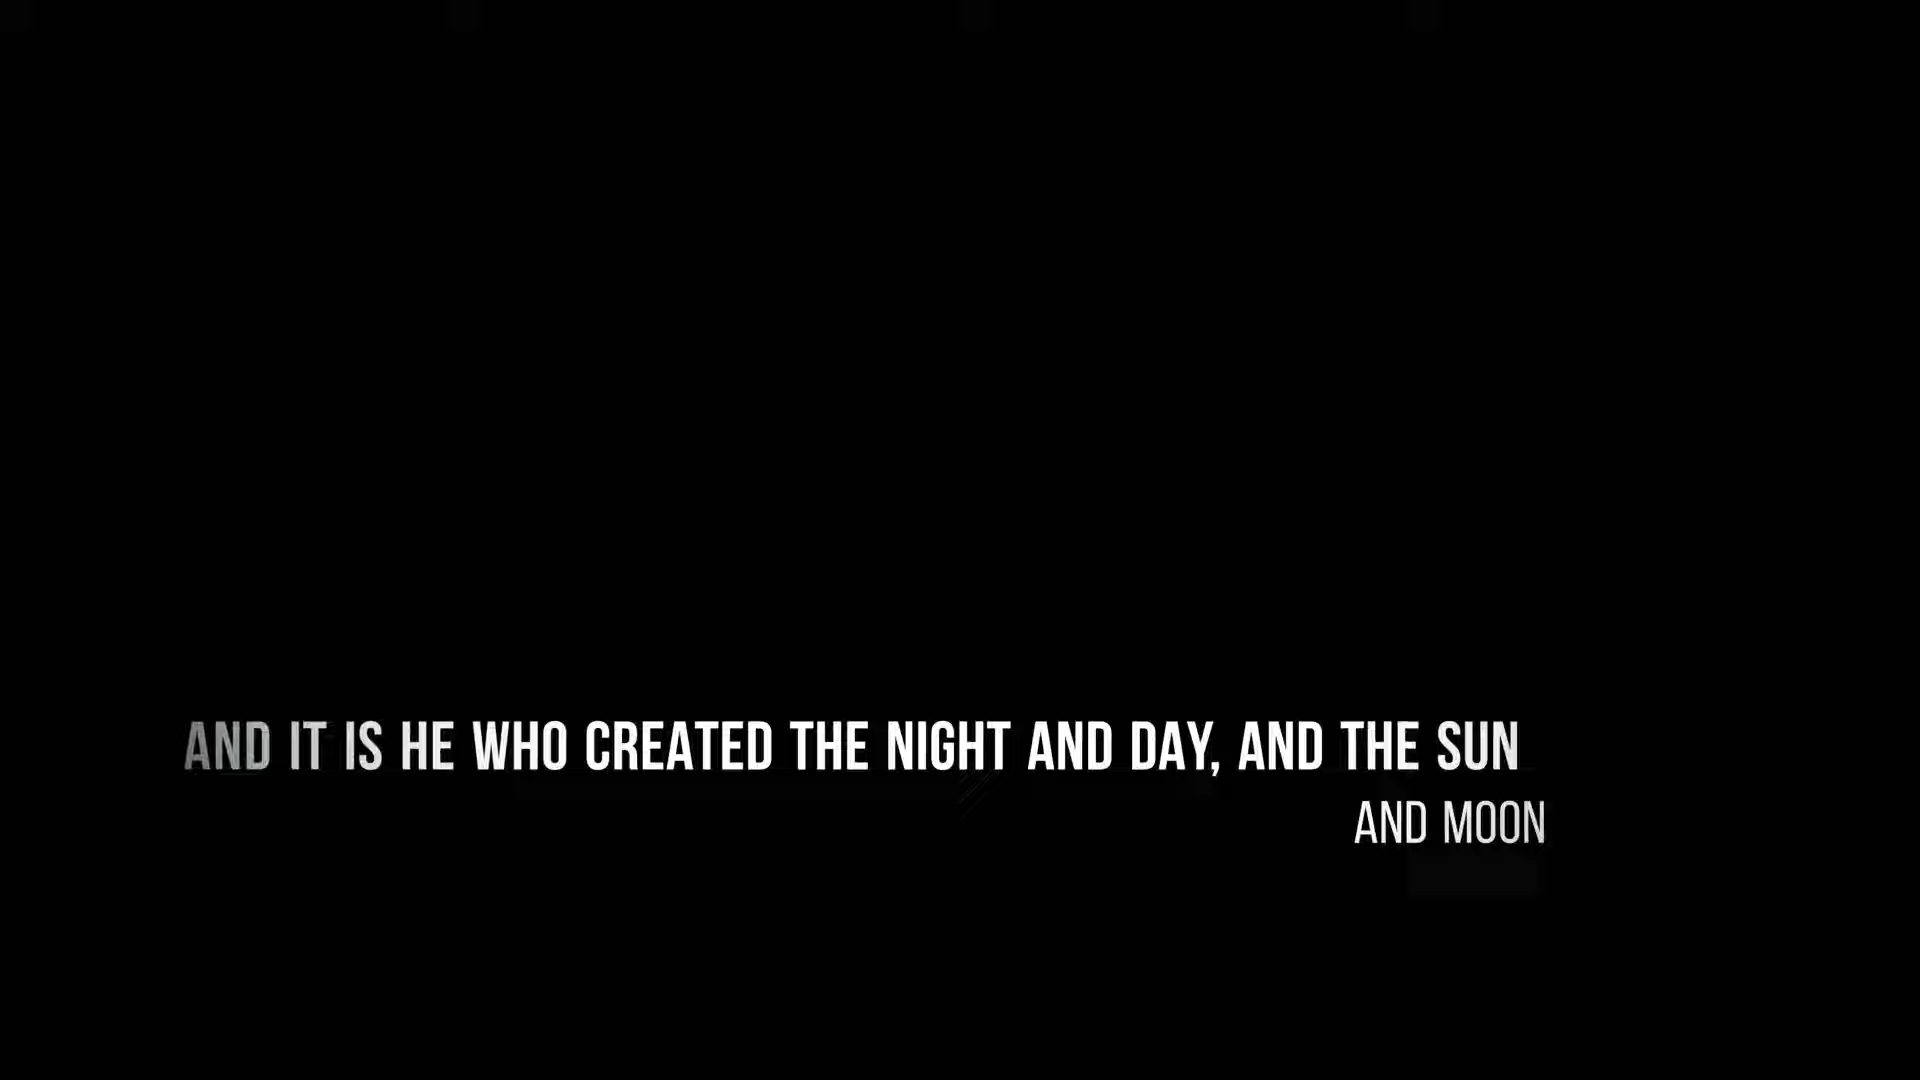 AND IT IS HE WHO CREATED THE NIGHT AND DAY, AND THE SUN
AND MOON